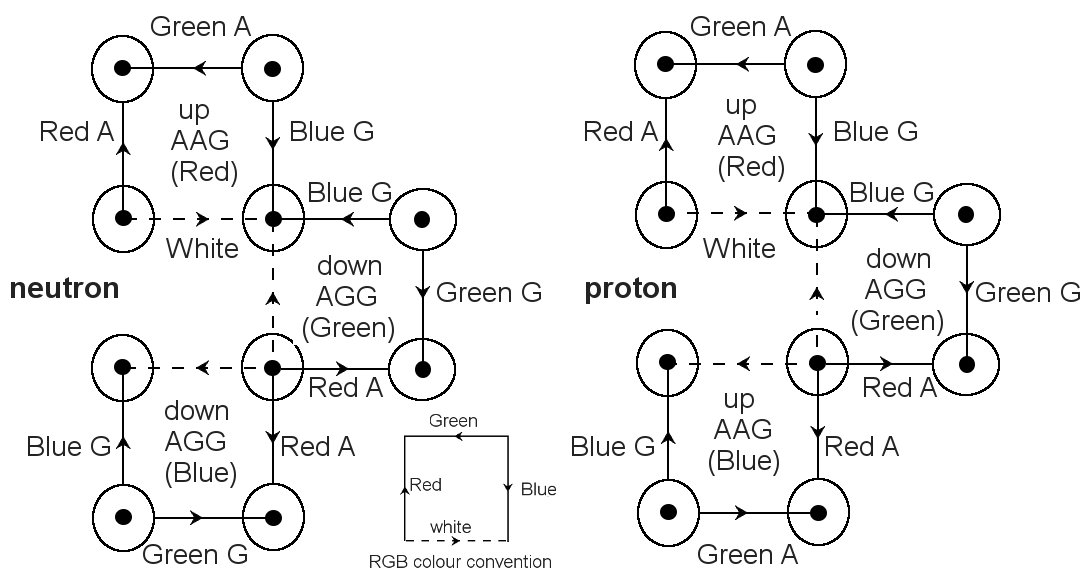 Green A
Red A
up
AAG
(Red)
Blue G
Blue G
White
neutron
down
AGG
(Green)
Green G
Red A
down
AGG
(Blue)
Blue G
Red A
Green G
Green
Red
Blue
white
RGB colour convention
Green A
Red A
up
AAG
(Red)
Blue G
Blue G
White
proton
down
AGG
(Green)
Green G
Red A
up
AAG
(Blue)
Blue G
Red A
Green A